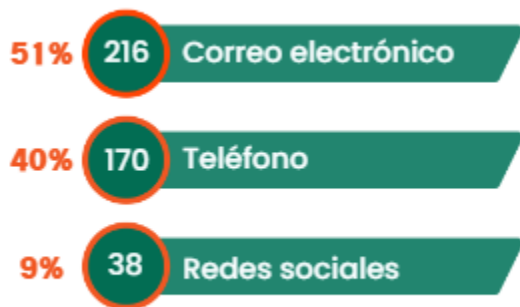 51% 216 Correo electrónico
40% 170 Teléfono
9% 38 Redes sociales